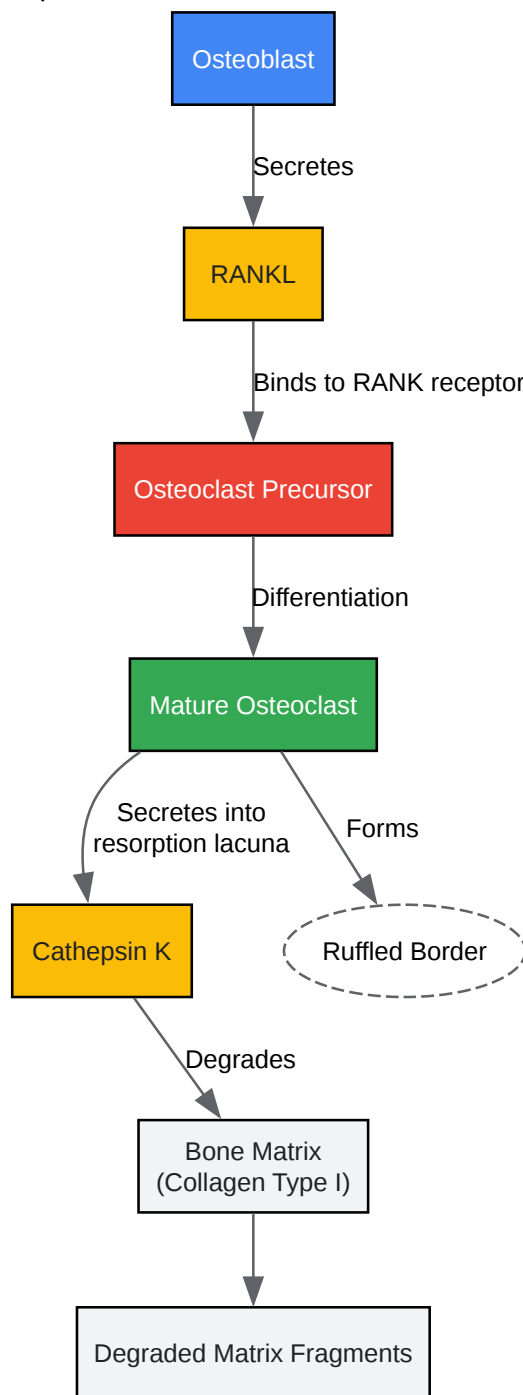 Osteoblast
Secretes
RANKL
Binds to RANK receptor
Osteoclast Precursor
Differentiation
Mature Osteoclast
Secretes into
resorption lacuna
Forms
Cathepsin K
Ruffled Border
Degrades
Bone Matrix
(Collagen Type I)
Degraded Matrix Fragments